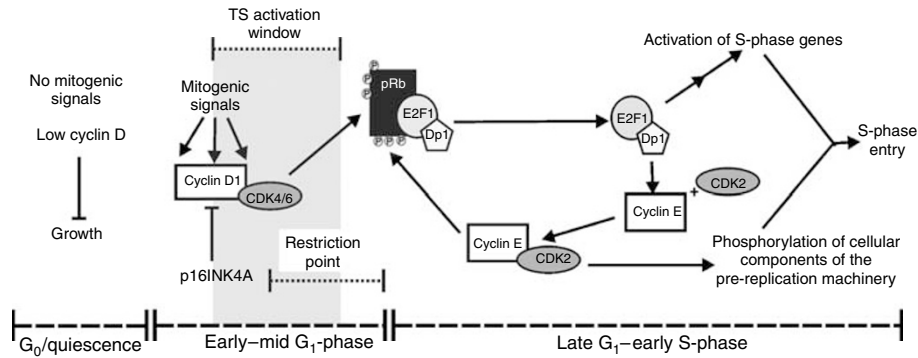 TS activation
window
No mitogenic
signals
Low cyclin D
Growth
Mitogenic
signals
Cyclin D1
CDK4/6
p16INK4A
Restriction
point
P
P
P
pRb
E2F1
Dp1
P P P
E2F1
Dp1
Activation of S-phase genes
S-phase
entry
Cyclin E
+
CDK2
Cyclin E
CDK2
Phosphorylation of cellular
components of the
pre-replication machinery
G0/quiescence
Early–mid G1-phase
Late G1–early S-phase